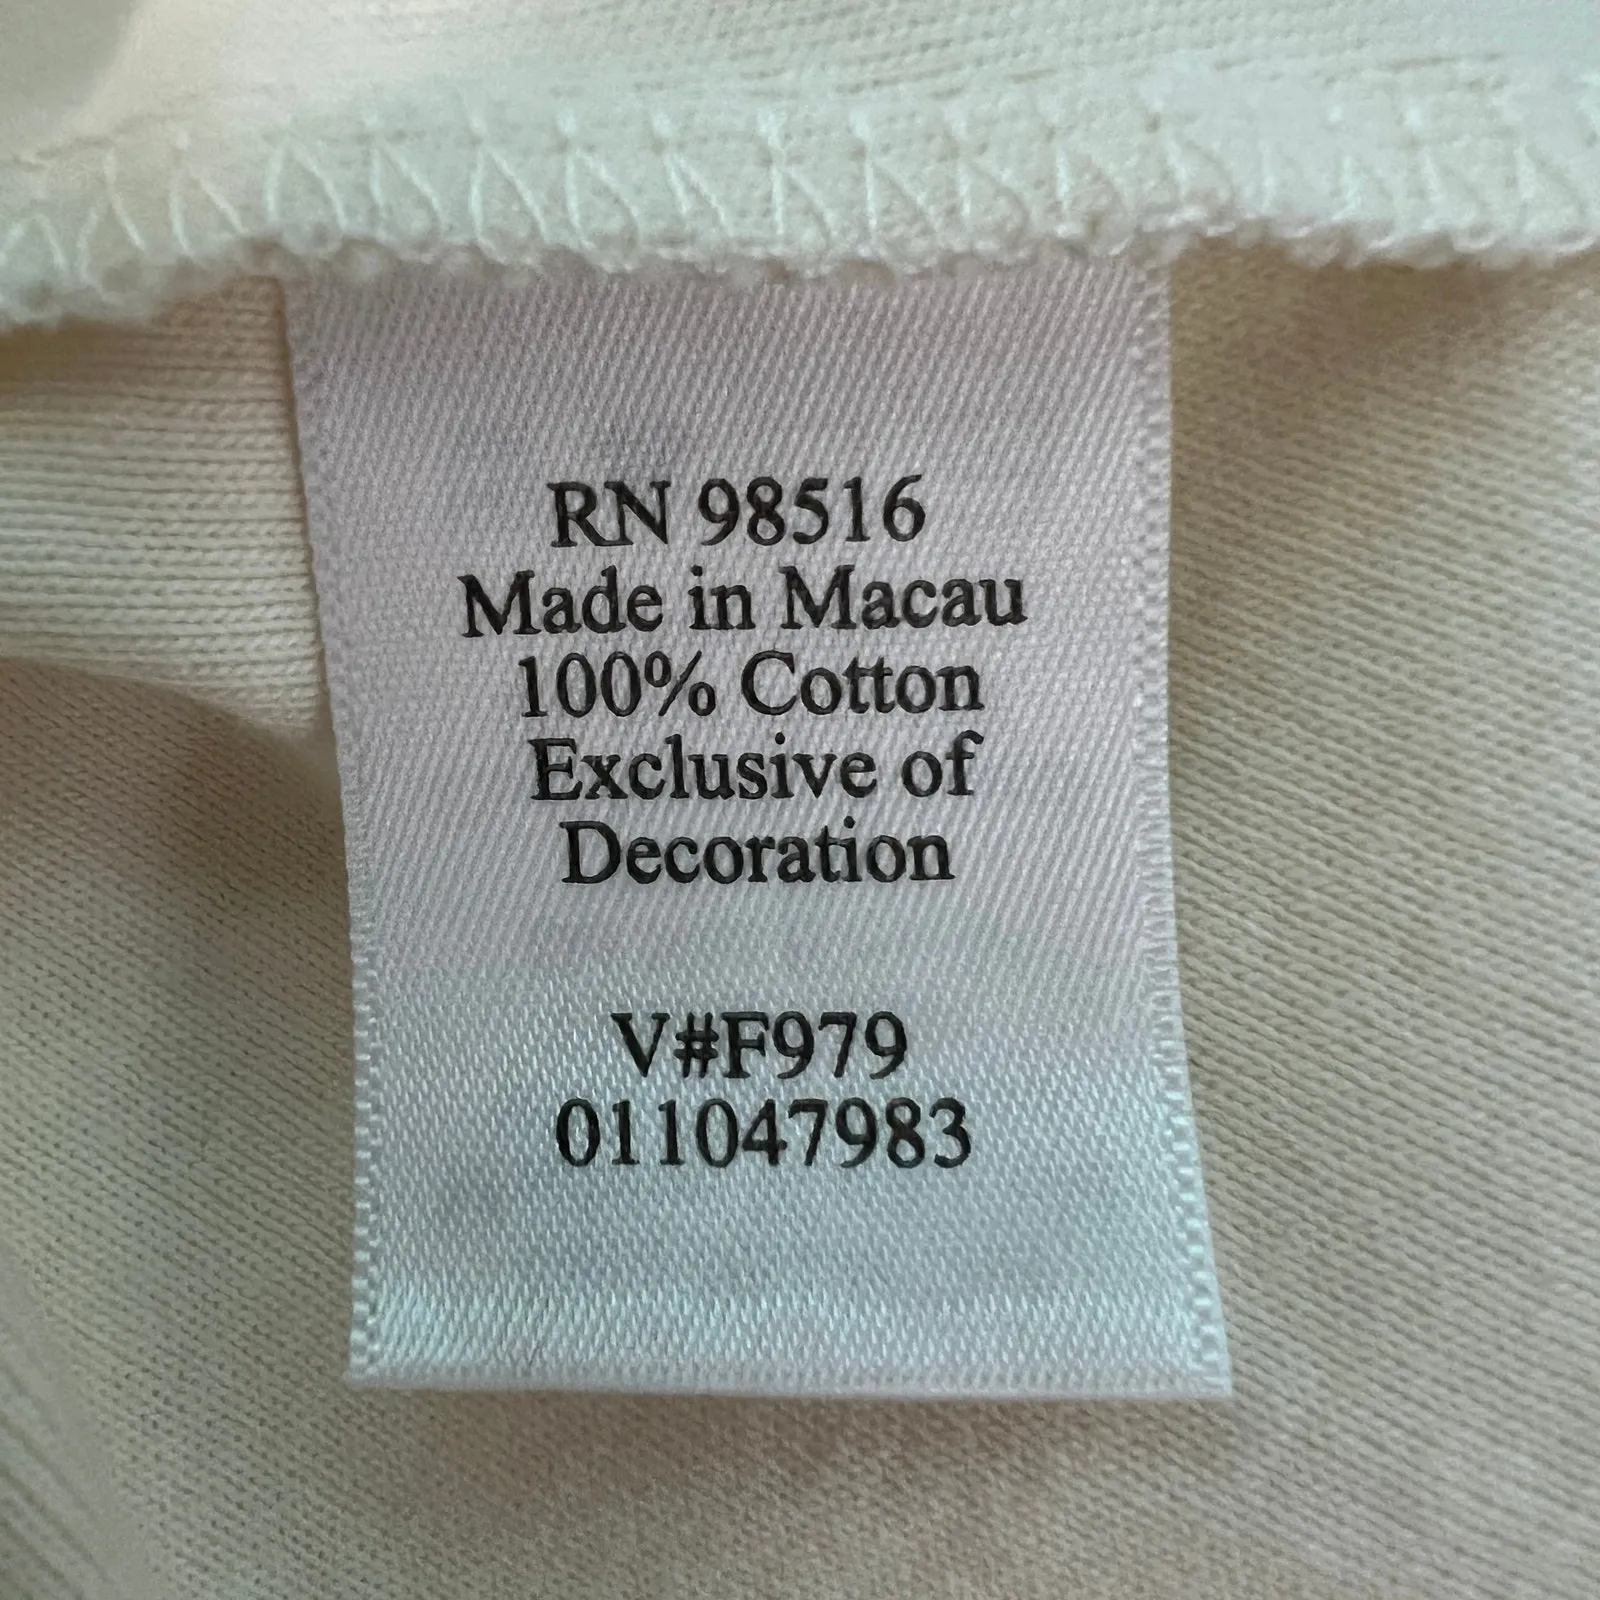 RN 98516
Made in Macau
100% Cotton
Exclusive of
Decoration
V#F979
011047983